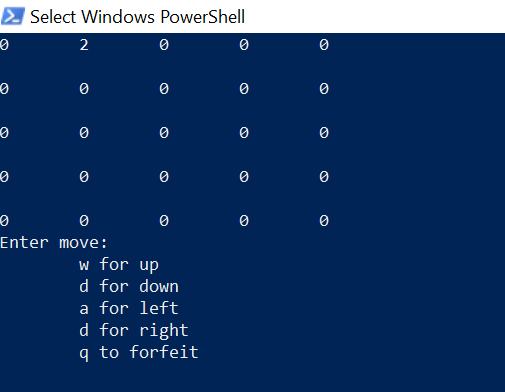 Select Windows PowerShell
0 2 0 0 0
0 0 0 0 0
0 0 0 0 0
0 0 0 0 0
0 0 0 0 0
Enter move:
w for up
d for down
a for left
d for right
q to forfeit